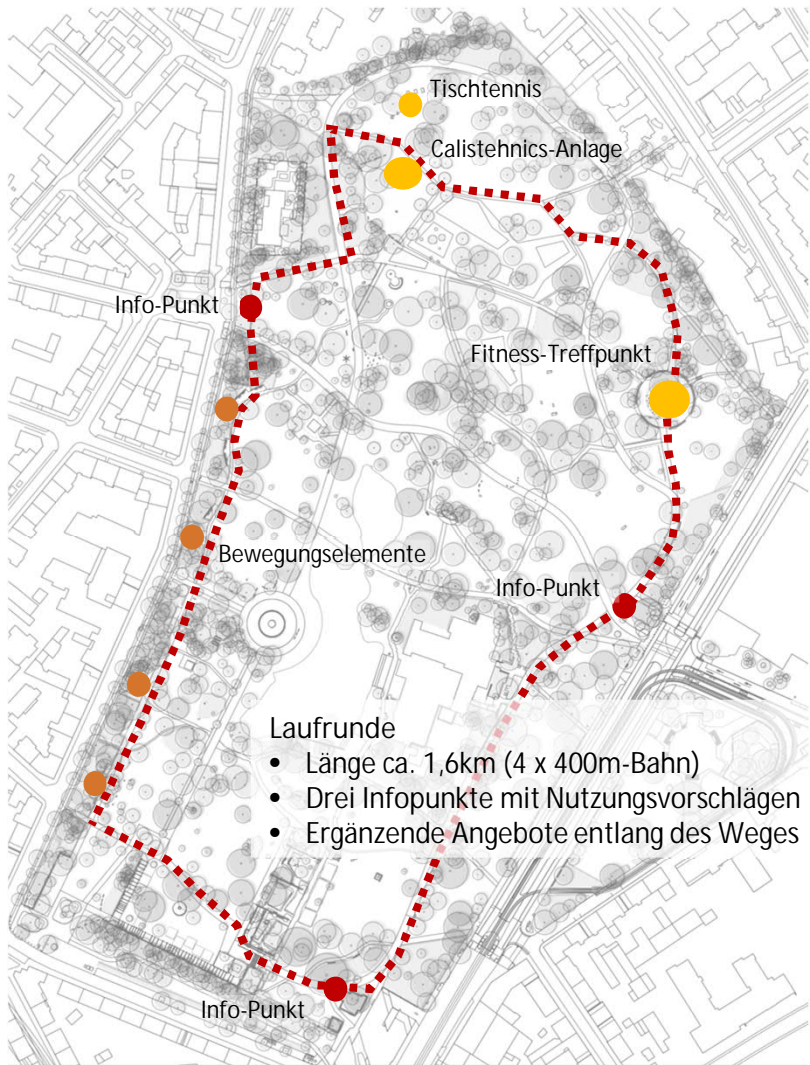 Tischtennis
Calistehnics-Anlage
Info-Punkt
Fitness-Treffpunkt
Bewegungselemente
Info-Punkt
Laufrunde
• Länge ca. 1,6km (4 x 400m-Bahn)
• Drei Infopunkte mit Nutzungsvorschlägen
• Ergänzende Angebote entlang des Weges
Info-Punkt